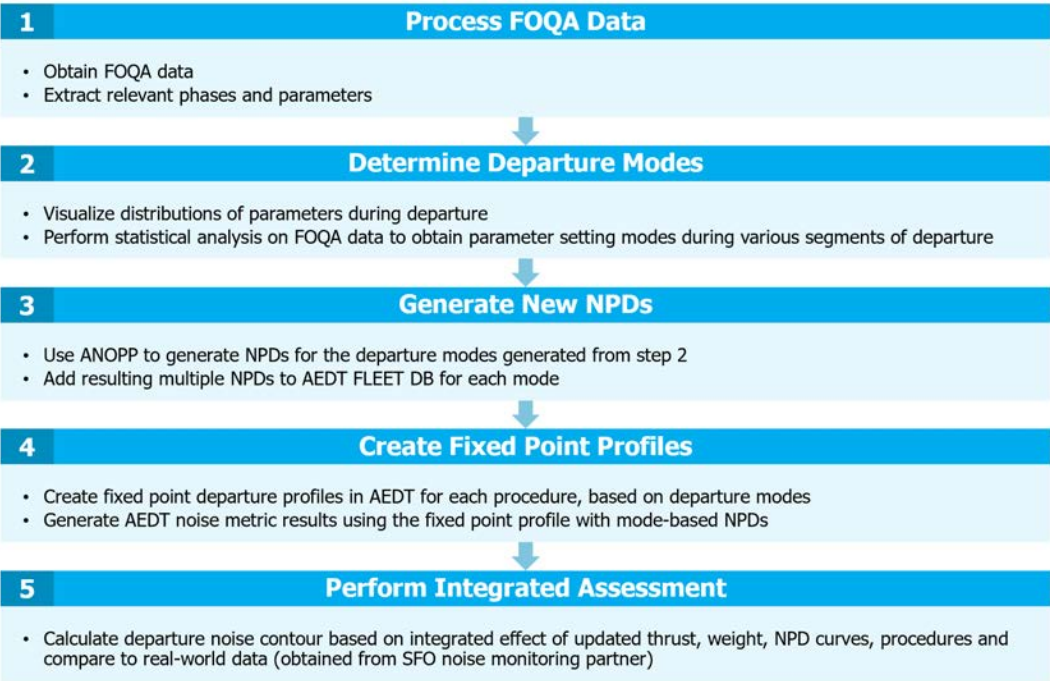 1 Process FOQA Data
• Obtain FOQA data
• Extract relevant phases and parameters
2 Determine Departure Modes
• Visualize distributions of parameters during departure
• Perform statistical analysis on FOQA data to obtain parameter setting modes during various segments of departure
3 Generate New NPDs
• Use ANOPP to generate NPDs for the departure modes generated from step 2
• Add resulting multiple NPDs to AEDT FLEET DB for each mode
4 Create Fixed Point Profiles
• Create fixed point departure profiles in AEDT for each procedure, based on departure modes
• Generate AEDT noise metric results using the fixed point profile with mode-based NPDs
5 Perform Integrated Assessment
• Calculate departure noise contour based on integrated effect of updated thrust, weight, NPD curves, procedures and
compare to real-world data (obtained from SFO noise monitoring partner)